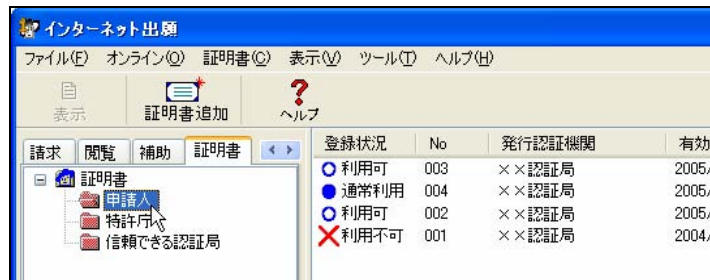 インターネット出願
ファイル(F) オンライン(O) 証明書(C) 表示(V) ツール(T) ヘルプ(H)
表示 証明書追加 ヘルプ
請求 閲覧 補助 証明書
証明書
申請人
特許庁
信頼できる認証局
登録状況 No 発行認証機関 有効
利用可 003 ××認証局 2005/
通常利用 004 ××認証局 2005/
利用可 002 ××認証局 2005/
利用不可 001 ××認証局 2004/